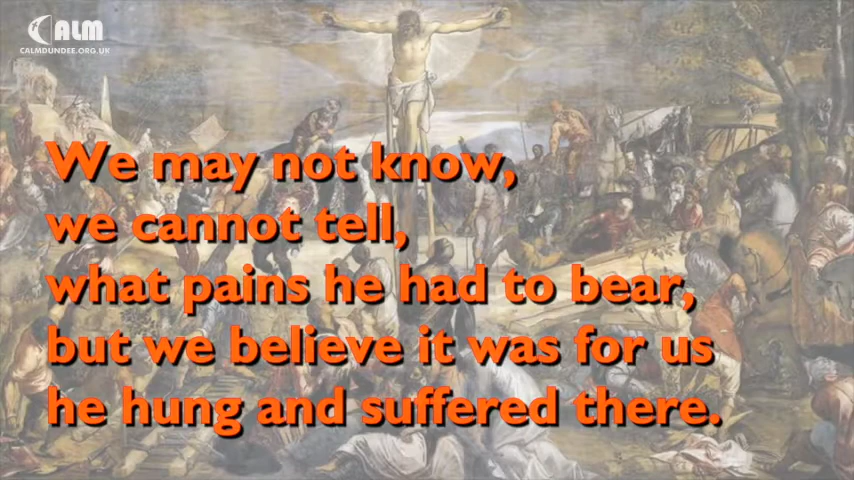 CALM
CALMDUNDEE.ORG.UK
We may not know,
we cannot tell,
what pains he had to bear,
but we believe it was for us
he hung and suffered there.